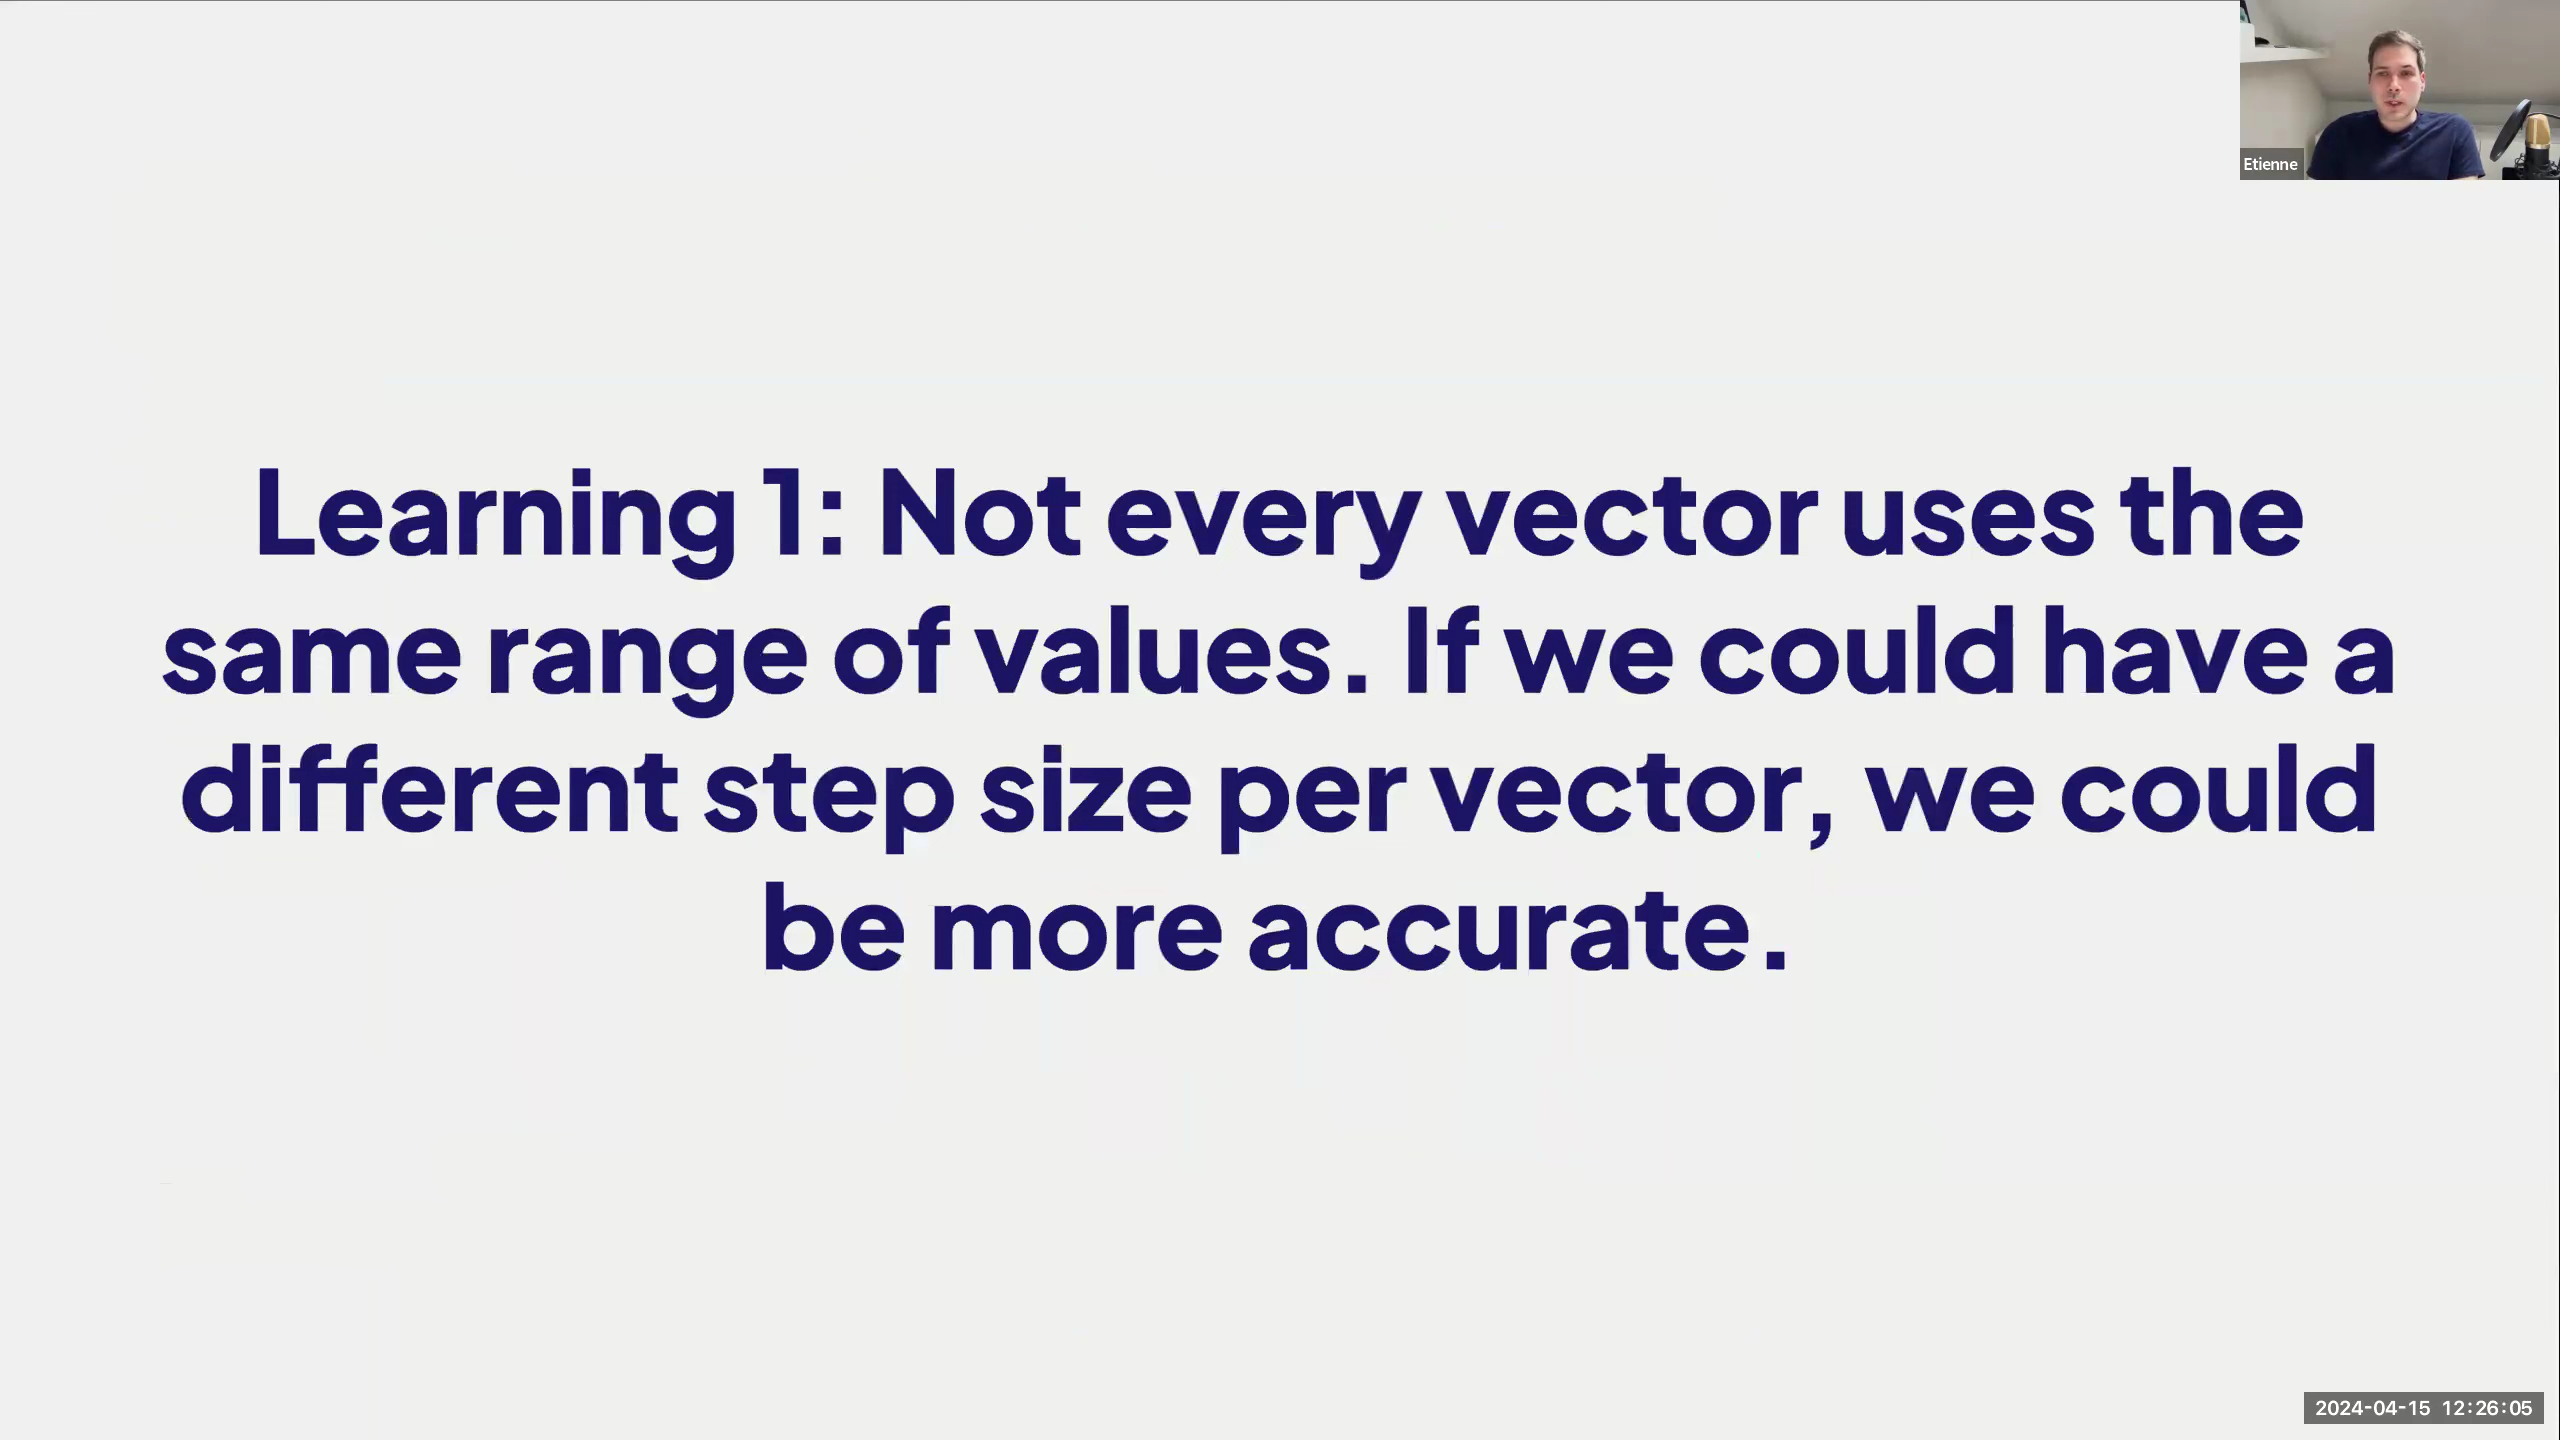 Etienne
Learning 1: Not every vector uses the
same range of values. If we could have a
different step size per vector, we could
be more accurate.
2024-04-15 12:26:05